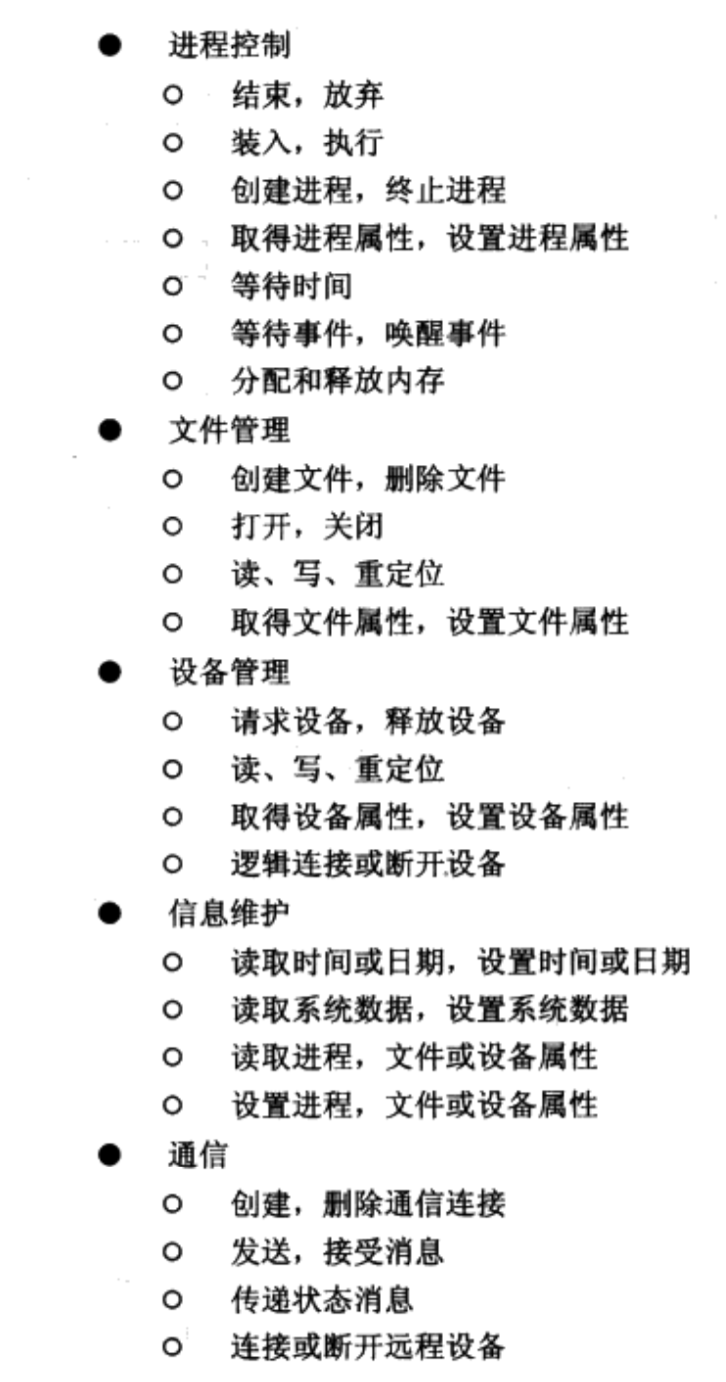 ● 进程控制
○ 结束，放弃
○ 装入，执行
○ 创建进程，终止进程
○ 取得进程属性，设置进程属性
○ 等待时间
○ 等待事件，唤醒事件
○ 分配和释放内存
● 文件管理
○ 创建文件，删除文件
○ 打开，关闭
○ 读、写、重定位
○ 取得文件属性，设置文件属性
● 设备管理
○ 请求设备，释放设备
○ 读、写、重定位
○ 取得设备属性，设置设备属性
○ 逻辑连接或断开设备
● 信息维护
○ 读取时间或日期，设置时间或日期
○ 读取系统数据，设置系统数据
○ 读取进程，文件或设备属性
○ 设置进程，文件或设备属性
● 通信
○ 创建，删除通信连接
○ 发送，接受消息
○ 传递状态消息
○ 连接或断开远程设备